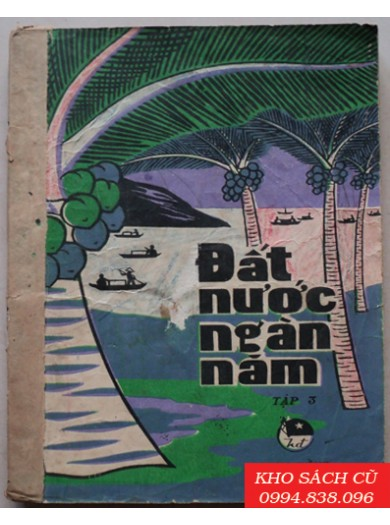 Đất
nước
ngàn
năm
TẬP 3
KHO SÁCH CŨ
0994.838.096